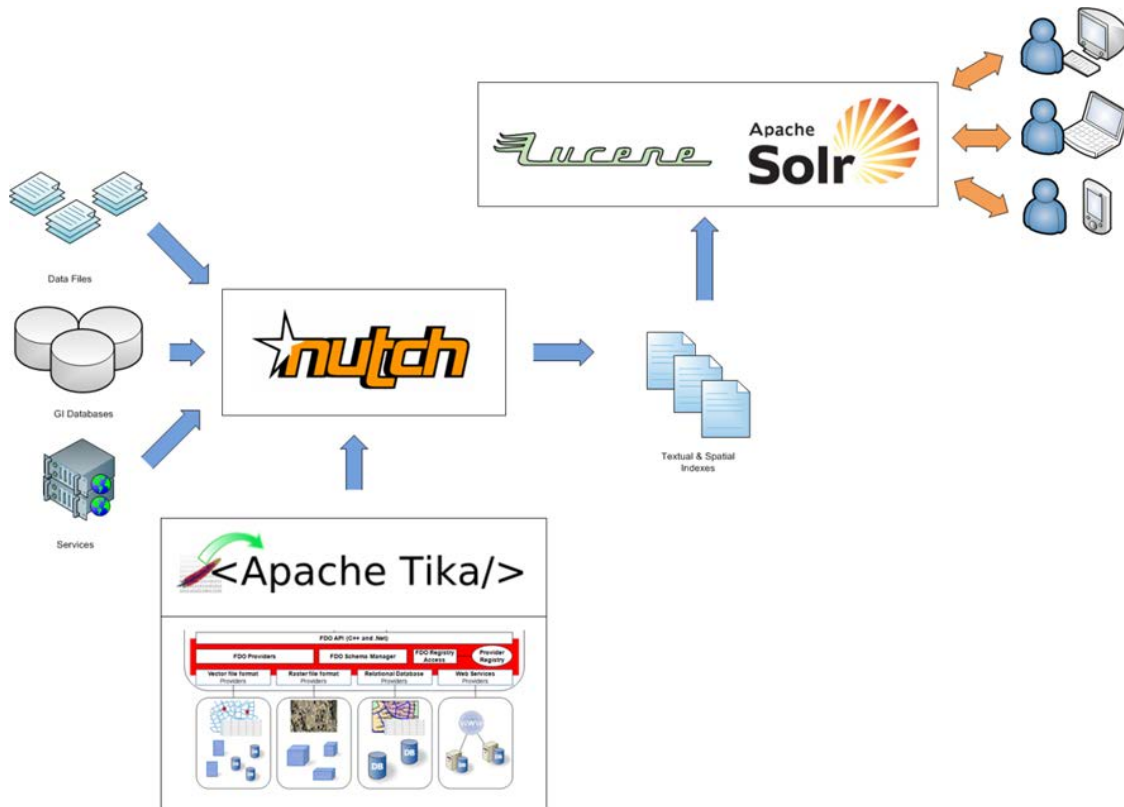 Lucene
Apache
Solr
Data Files
nutch
GI Databases
Textual & Spatial
Indexes
Services
<Apache Tika/>
FDO API (C++ and .Net)
FDO Providers
FDO Schema Manager
FDO Registry
Access
Provider
Registry
Vector file format
Providers
Raster file format
Providers
Relational Database
Providers
Web Services
Providers
DB
DB